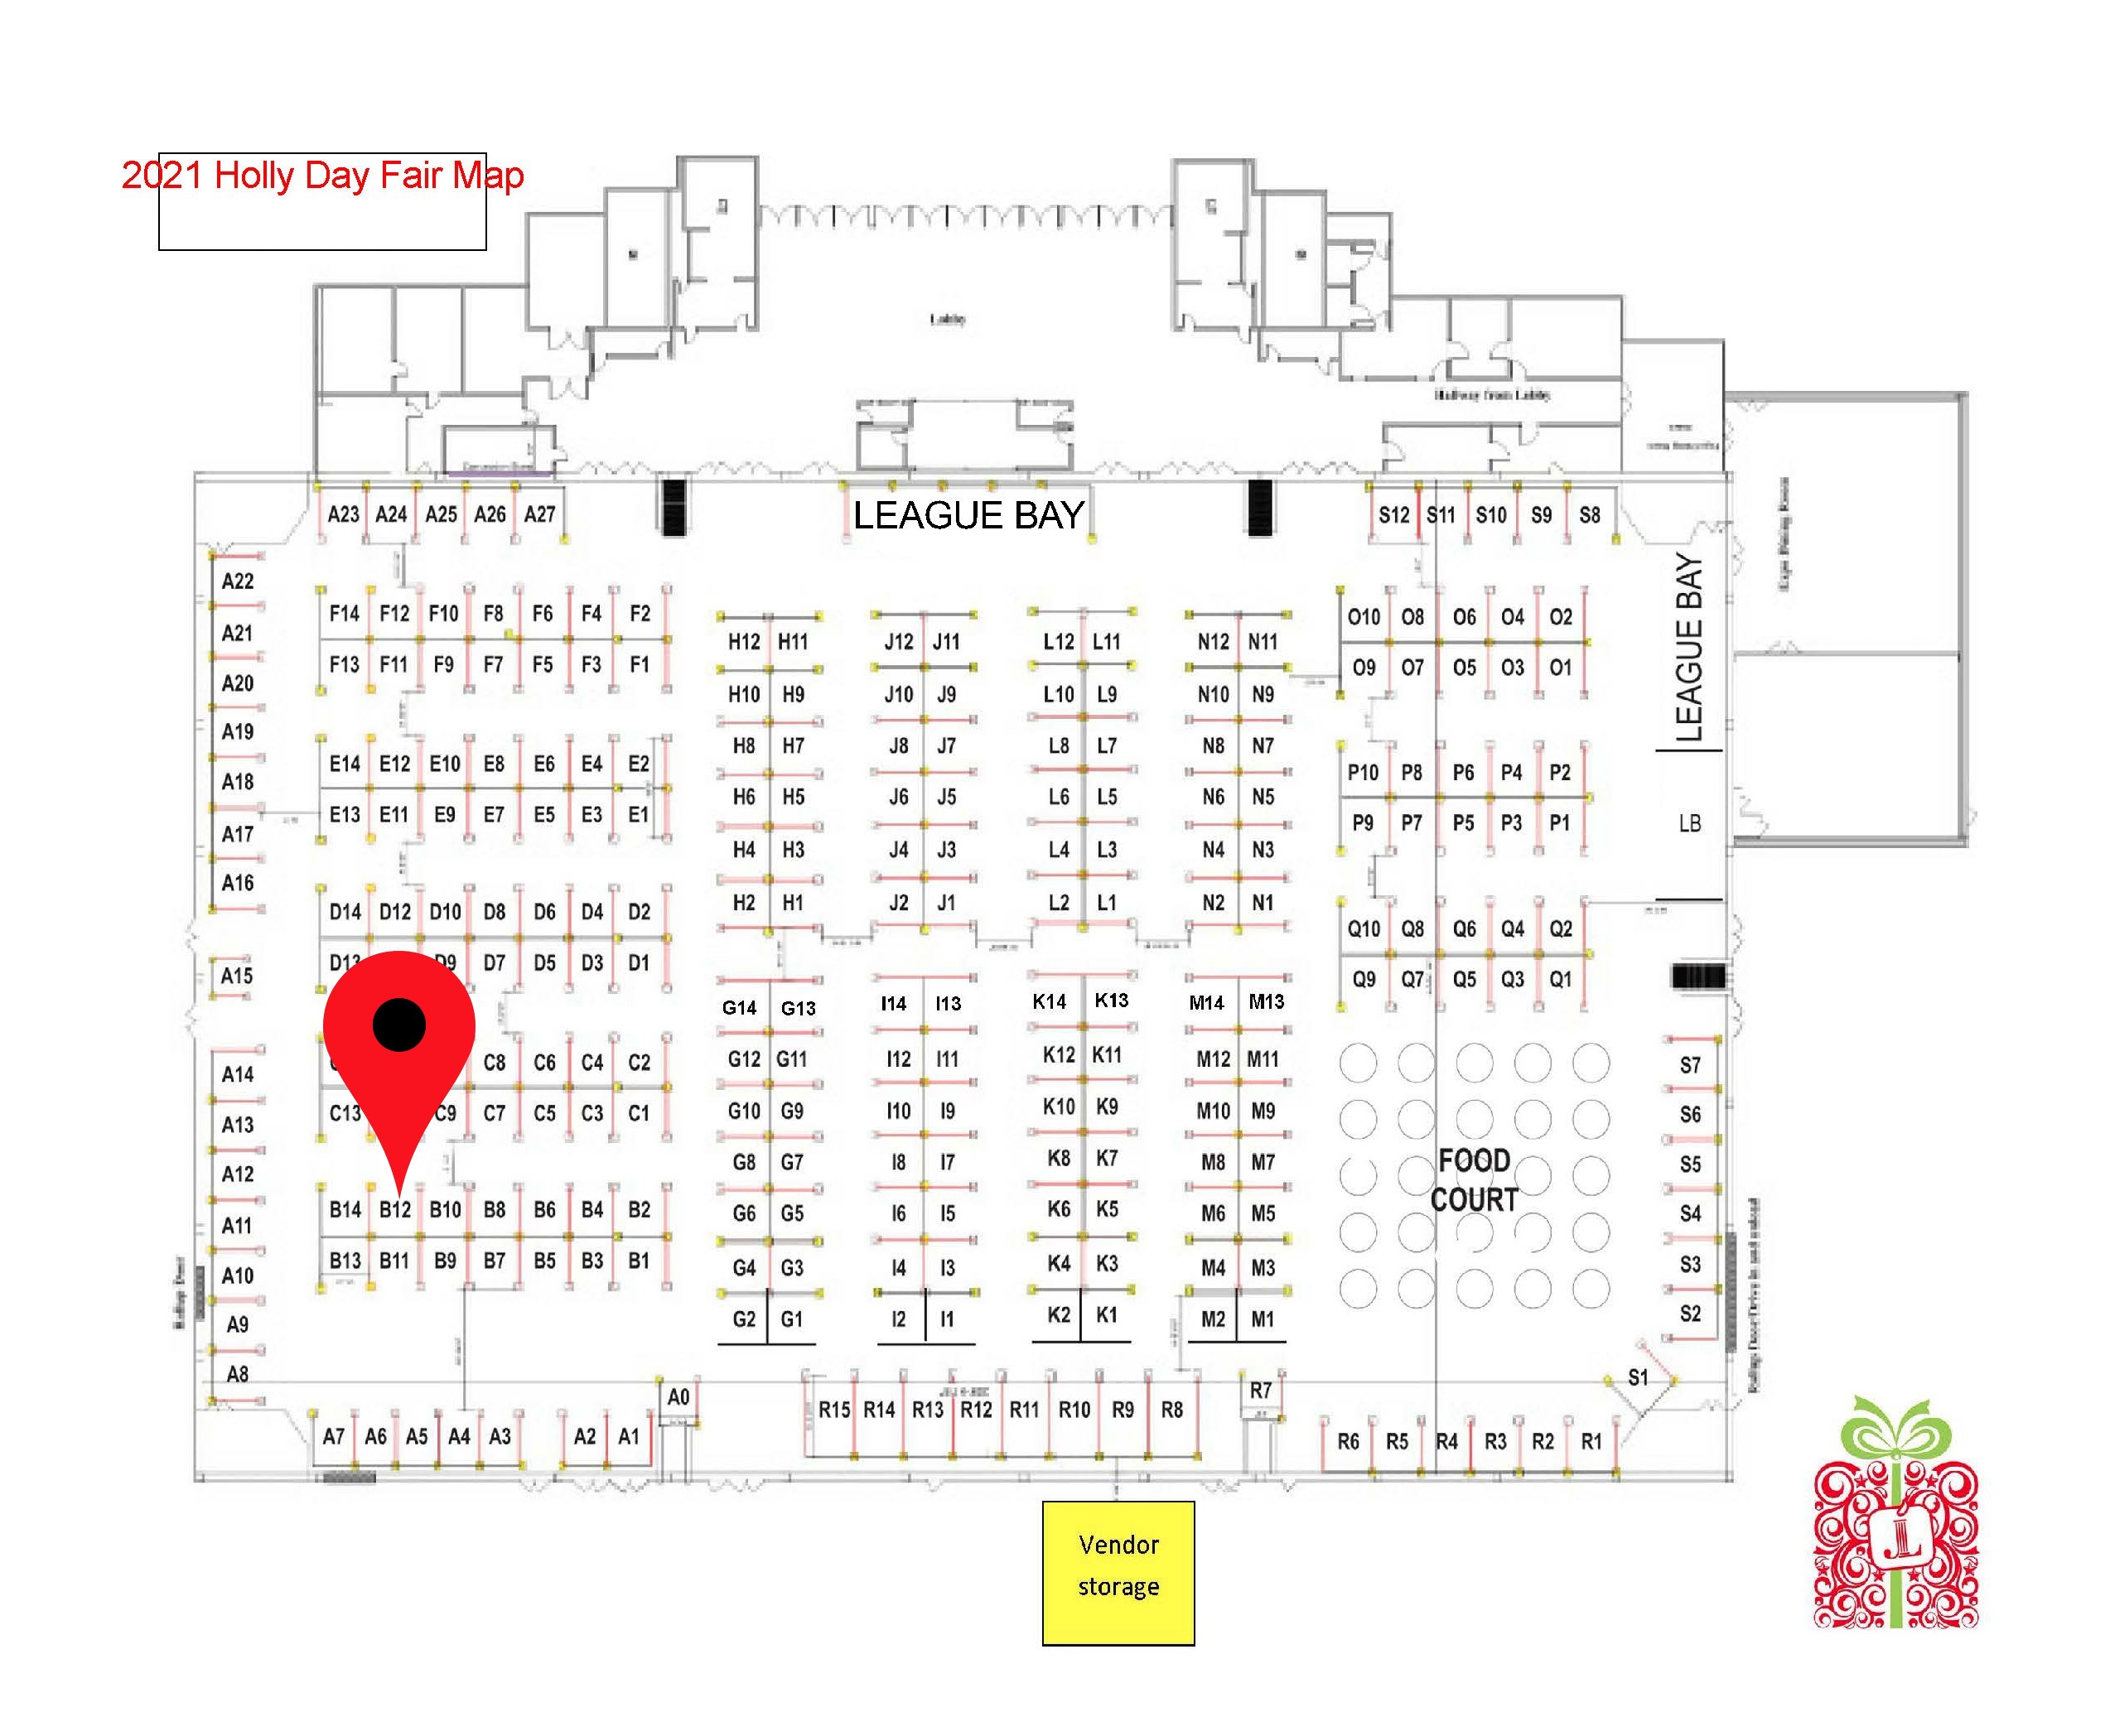 2021 Holly Day Fair Map
Lobby
Hallway from Lobby
LEAGUE BAY
A23 A24 A25 A26 A27
S12 S11 S10 S9 S8
A22
A21
A20
A19
A18
A17
A16
A15
A14
A13
A12
A11
A10
A9
A8
F14 F12 F10 F8 F6 F4 F2
F13 F11 F9 F7 F5 F3 F1
E14 E12 E10 E8 E6 E4 E2
E13 E11 E9 E7 E5 E3 E1
D14 D12 D10 D8 D6 D4 D2
D13 D9 D7 D5 D3 D1
C8 C6 C4 C2
C13 C9 C7 C5 C3 C1
B14 B12 B10 B8 B6 B4 B2
B13 B11 B9 B7 B5 B3 B1
H12 H11
H10 H9
H8 H7
H6 H5
H4 H3
H2 H1
G14 G13
G12 G11
G10 G9
G8 G7
G6 G5
G4 G3
G2 G1
J12 J11
J10 J9
J8 J7
J6 J5
J4 J3
J2 J1
I14 I13
I12 I11
I10 I9
I8 I7
I6 I5
I4 I3
I2 I1
L12 L11
L10 L9
L8 L7
L6 L5
L4 L3
L2 L1
K14 K13
K12 K11
K10 K9
K8 K7
K6 K5
K4 K3
K2 K1
N12 N11
N10 N9
N8 N7
N6 N5
N4 N3
N2 N1
M14 M13
M12 M11
M10 M9
M8 M7
M6 M5
M4 M3
M2 M1
O10 O8 O6 O4 O2
O9 O7 O5 O3 O1
P10 P8 P6 P4 P2
P9 P7 P5 P3 P1
Q10 Q8 Q6 Q4 Q2
Q9 Q7 Q5 Q3 Q1
LEAGUE BAY
LB
FOOD
COURT
S7
S6
S5
S4
S3
S2
S1
A7 A6 A5 A4 A3 A2 A1
A0
R15 R14 R13 R12 R11 R10 R9 R8
R7
R6 R5 R4 R3 R2 R1
Vendor
storage
JL